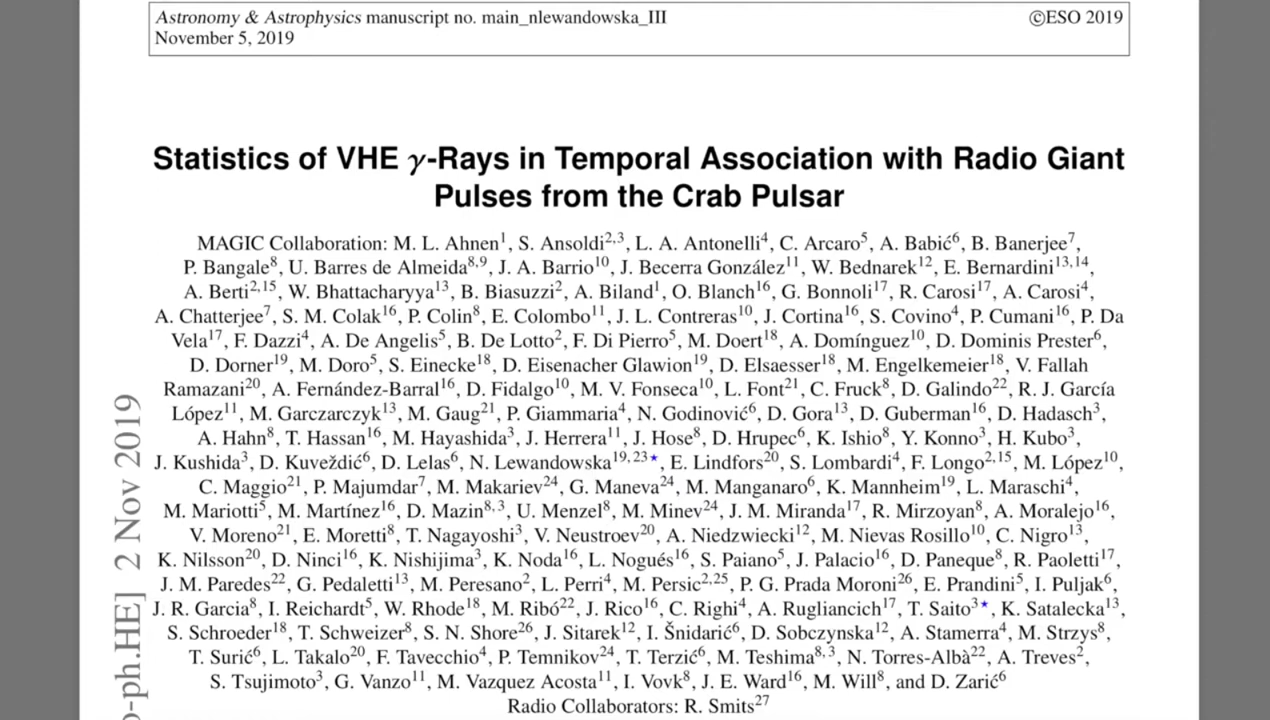 Astronomy & Astrophysics manuscript no. main_nlewandowska_III
©ESO 2019
November 5, 2019
Statistics of VHE γ-Rays in Temporal Association with Radio Giant
Pulses from the Crab Pulsar
MAGIC Collaboration: M. L. Ahnen¹, S. Ansoldi²,³, L. A. Antonelli⁴, C. Arcaro⁵, A. Babić⁶, B. Banerjee⁷,
P. Bangale⁸, U. Barres de Almeida⁸,⁹, J. A. Barrio¹⁰, J. Becerra González¹¹, W. Bednarek¹², E. Bernardini¹³,¹⁴,
A. Berti²,¹⁵, W. Bhattacharyya¹³, B. Biasuzzi², A. Biland¹, O. Blanch¹⁶, G. Bonnoli¹⁷, R. Carosi¹⁷, A. Carosi⁴,
A. Chatterjee⁷, S. M. Colak¹⁶, P. Colin⁸, E. Colombo¹¹, J. L. Contreras¹⁰, J. Cortina¹⁶, S. Covino⁴, P. Cumani¹⁶, P. Da
Vela¹⁷, F. Dazzi⁴, A. De Angelis⁵, B. De Lotto², F. Di Pierro⁵, M. Doert¹⁸, A. Domínguez¹⁰, D. Dominis Prester⁶,
D. Dorner¹⁹, M. Doro⁵, S. Einecke¹⁸, D. Eisenacher Glawion¹⁹, D. Elsaesser¹⁸, M. Engelkemeier¹⁸, V. Fallah
Ramazani²⁰, A. Fernández-Barral¹⁶, D. Fidalgo¹⁰, M. V. Fonseca¹⁰, L. Font²¹, C. Fruck⁸, D. Galindo²², R. J. García
López¹¹, M. Garczarczyk¹³, M. Gaug²¹, P. Giammaria⁴, N. Godinović⁶, D. Gora¹³, D. Guberman¹⁶, D. Hadasch³,
A. Hahn⁸, T. Hassan¹⁶, M. Hayashida³, J. Herrera¹¹, J. Hose⁸, D. Hrupec⁶, K. Ishio⁸, Y. Konno³, H. Kubo³,
J. Kushida³, D. Kuveždić⁶, D. Lelas⁶, N. Lewandowska¹⁹,²³★, E. Lindfors²⁰, S. Lombardi⁴, F. Longo²,¹⁵, M. López¹⁰,
C. Maggio²¹, P. Majumdar⁷, M. Makariev²⁴, G. Maneva²⁴, M. Manganaro⁶, K. Mannheim¹⁹, L. Maraschi⁴,
M. Mariotti⁵, M. Martínez¹⁶, D. Mazin⁸,³, U. Menzel⁸, M. Minev²⁴, J. M. Miranda¹⁷, R. Mirzoyan⁸, A. Moralejo¹⁶,
V. Moreno²¹, E. Moretti⁸, T. Nagayoshi³, V. Neustroev²⁰, A. Niedzwiecki¹², M. Nievas Rosillo¹⁰, C. Nigro¹³,
K. Nilsson²⁰, D. Ninci¹⁶, K. Nishijima³, K. Noda¹⁶, L. Nogués¹⁶, S. Paiano⁵, J. Palacio¹⁶, D. Paneque⁸, R. Paoletti¹⁷,
J. M. Paredes²², G. Pedaletti¹³, M. Peresano², L. Perri⁴, M. Persic²,²⁵, P. G. Prada Moroni²⁶, E. Prandini⁵, I. Puljak⁶,
J. R. Garcia⁸, I. Reichardt⁵, W. Rhode¹⁸, M. Ribó²², J. Rico¹⁶, C. Righi⁴, A. Rugliancich¹⁷, T. Saito³★, K. Satalecka¹³,
S. Schroeder¹⁸, T. Schweizer⁸, S. N. Shore²⁶, J. Sitarek¹², I. Šnidarić⁶, D. Sobczynska¹², A. Stamerra⁴, M. Strzys⁸,
T. Surić⁶, L. Takalo²⁰, F. Tavecchio⁴, P. Temnikov²⁴, T. Terzić⁶, M. Teshima⁸,³, N. Torres-Albà²², A. Treves²,
S. Tsujimoto³, G. Vanzo¹¹, M. Vazquez Acosta¹¹, I. Vovk⁸, J. E. Ward¹⁶, M. Will⁸, and D. Zarić⁶
Radio Collaborators: R. Smits²⁷
o-ph.HE] 2 Nov 2019